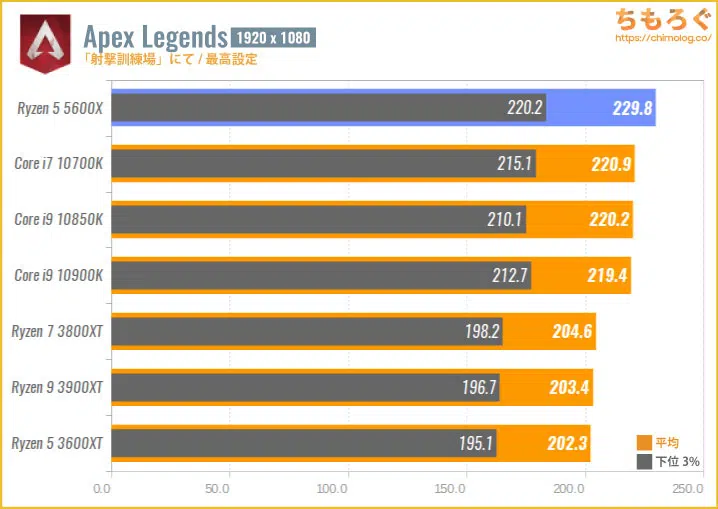 Apex Legends 1920 x 1080
「射撃訓練場」にて / 最高設定
ちもろぐ
https://chimolog.co/
Ryzen 5 5600X 220.2 229.8
Core i7 10700K 215.1 220.9
Core i9 10850K 210.1 220.2
Core i9 10900K 212.7 219.4
Ryzen 7 3800XT 198.2 204.6
Ryzen 9 3900XT 196.7 203.4
Ryzen 5 3600XT 195.1 202.3
平均
下位 3%
0.0 50.0 100.0 150.0 200.0 250.0